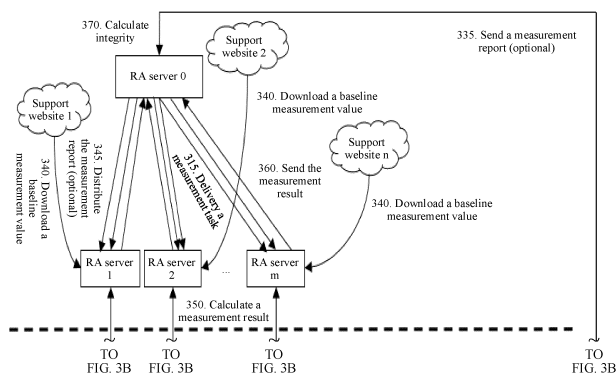 370. Calculate
integrity
335. Send a measurement
report (optional)
Support
website 2
RA server 0
Support
website 1
340. Download a baseline
measurement value
Support
website n
340. Download a
baseline
measurement value
345. Distribute
the measurement
report (optional)
315. Delivery a
measurement task
360. Send the
measurement
result
340. Download a baseline
measurement value
RA server
1
RA server
2
...
RA server
m
350. Calculate a
measurement result
TO
FIG. 3B
TO
FIG. 3B
TO
FIG. 3B
TO
FIG. 3B